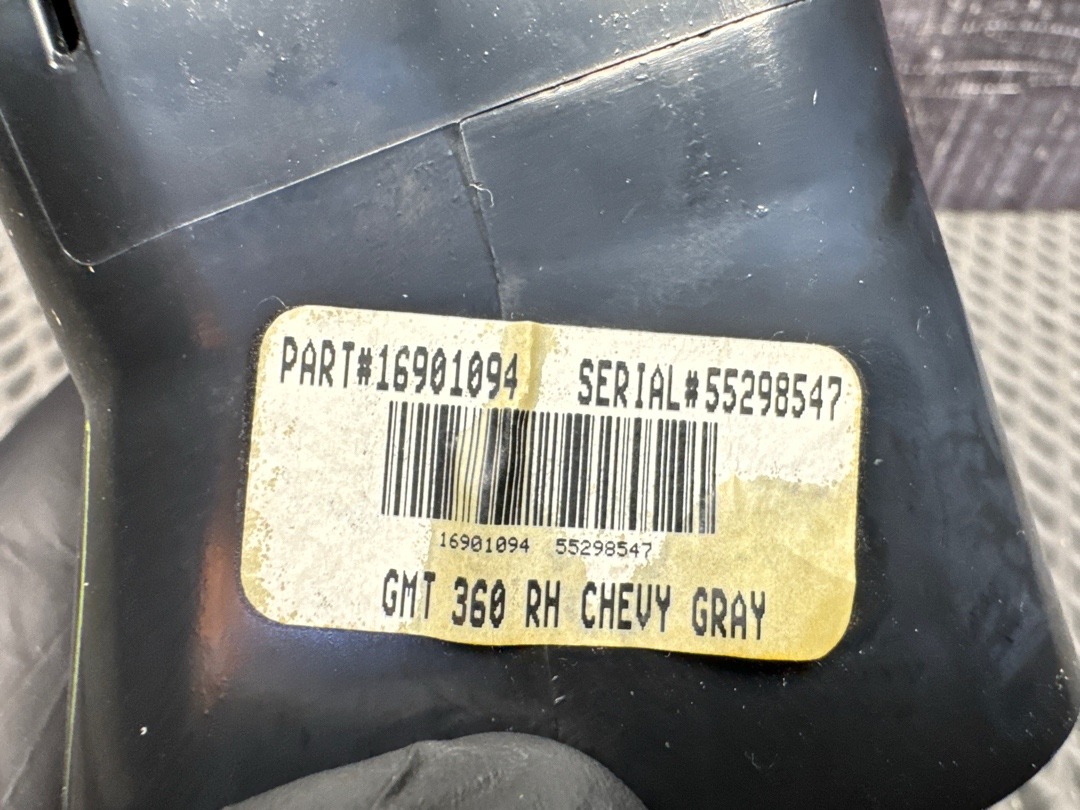 PART#16901094 SERIAL#55298547
16901094 55298547
GMT 360 RH CHEVY GRAY